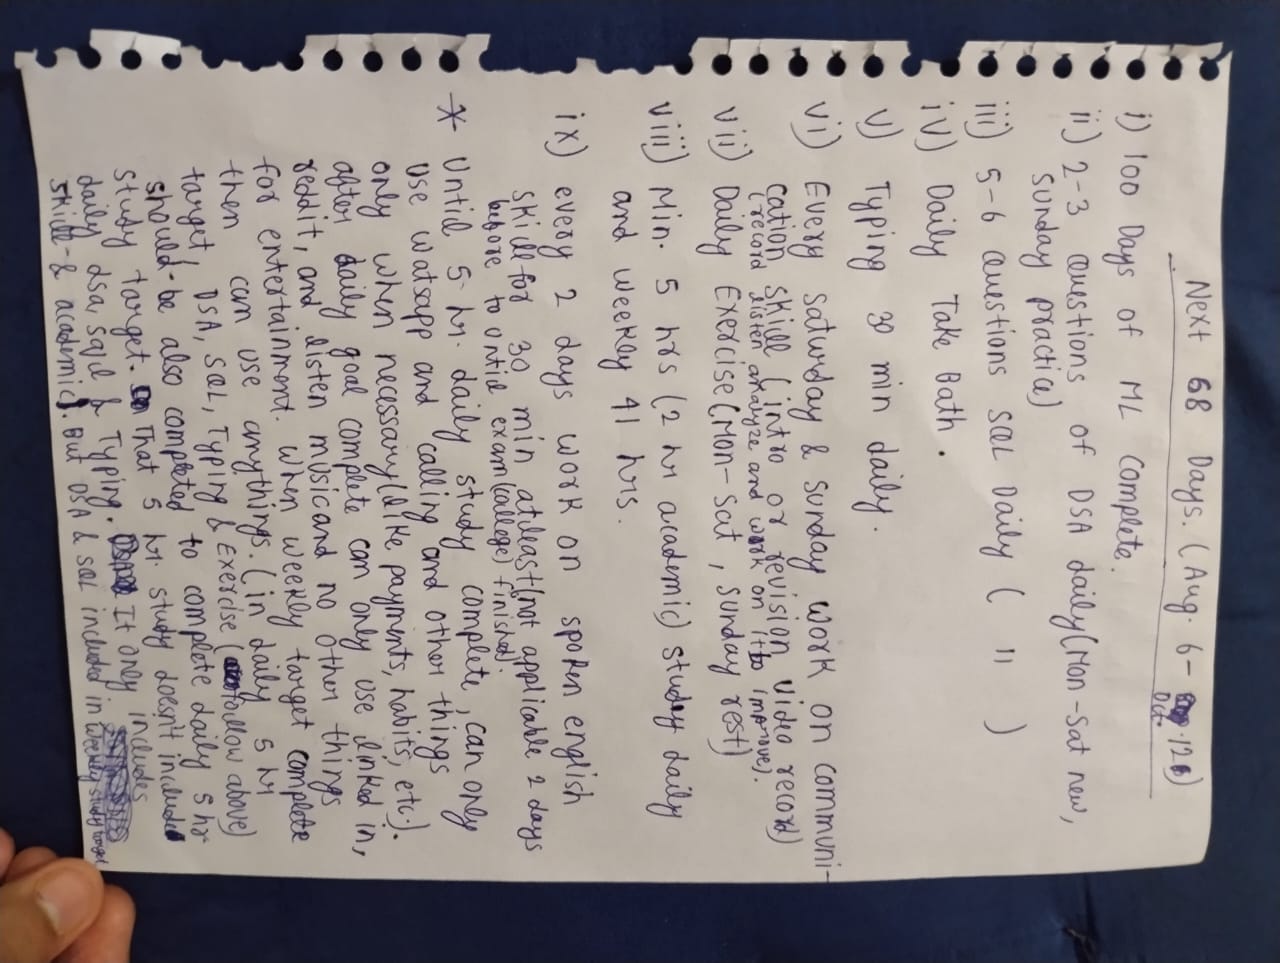 Next 68 Days. (Aug. 6- Oct. 12)
i) 100 Days of ML complete.
ii) 2-3 Questions of DSA daily (Mon-Sat new,
Sunday practice)
iii) 5-6 Questions SQL Daily ( 11 )
iv) Daily Take Bath.
v) Typing 30 min daily.
vi) Every Saturday & Sunday work on communi-
cation skill (intro or revision video record)
(record listen analyze and work on it to improve).
vii) Daily Exercise (Mon-Sat, Sunday rest)
viii) Min. 5 hrs (2 hr academic) study daily
and weekly 41 hrs.
ix) every 2 days work on spoken english
skill for 30 min atleast (not applicable 2 days
before to until exam (college) finished).
* Until 5 hr. daily study complete, can only
use watsapp and calling and other things
only when necessary (like payments, habits, etc.).
after daily goal complete can only use linked in,
reddit, and listen music and no other things
for entertainment. When weekly target complete
then can use anythings. (in daily 5 hr
target DSA, SQL, Typing & Exercise (follow above)
should be also completed to complete daily 5 hr
study target. That 5 hr. study doesn't included
daily dsa, sql & Typing. It only includes
skill & academic). But DSA & SQL included in weekly study target